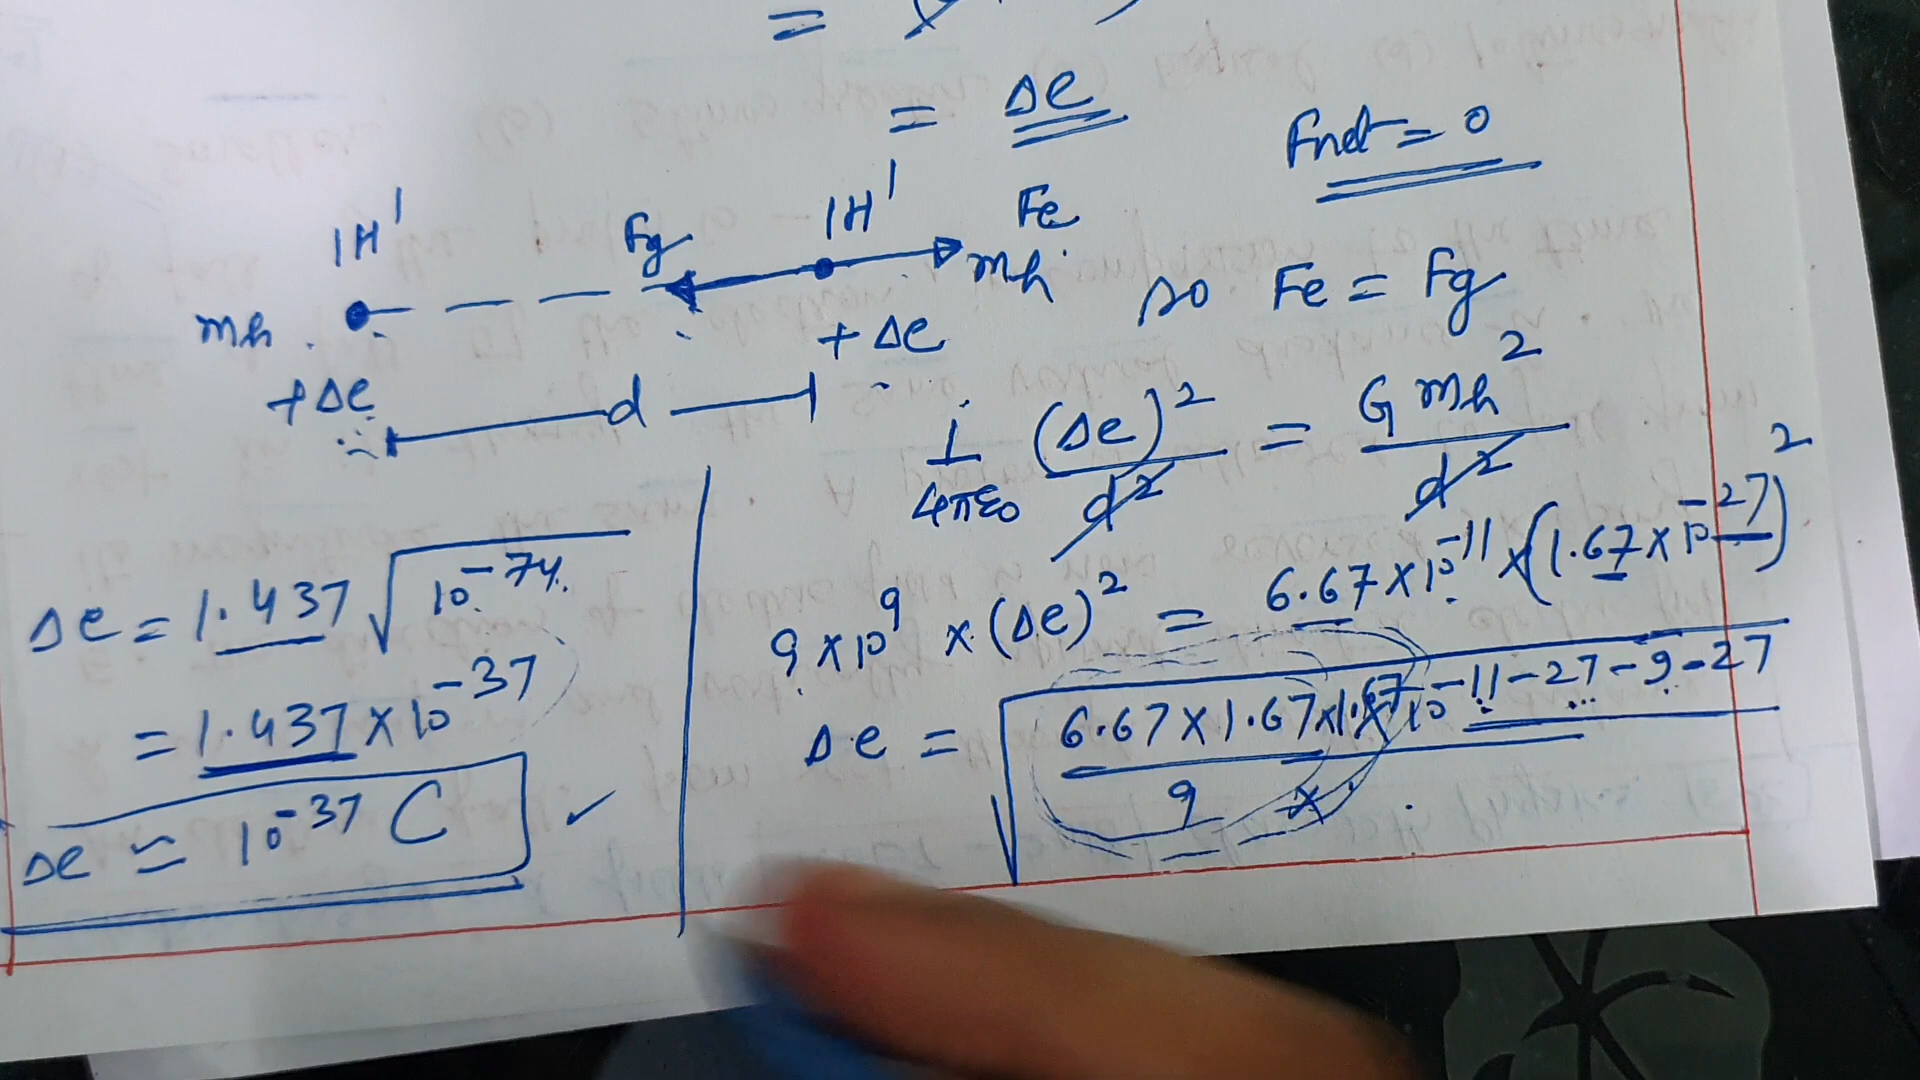 = Δe
Fnet = 0
1H¹ Fg 1H¹ Fe
mh mh
+Δe +Δe
d
so Fe = Fg
1/4πε0 (Δe)²/d² = G mh²/d²
9 × 10⁹ × (Δe)² = 6.67 × 10⁻¹¹ × (1.67 × 10⁻²⁷)²
Δe = √(6.67 × 1.67 × 1.67 × 10⁻¹¹⁻²⁷⁻⁹⁻²⁷ / 9)
Δe = 1.437 √10⁻⁷⁴
= 1.437 × 10⁻³⁷
Δe ≃ 10⁻³⁷ C ✓